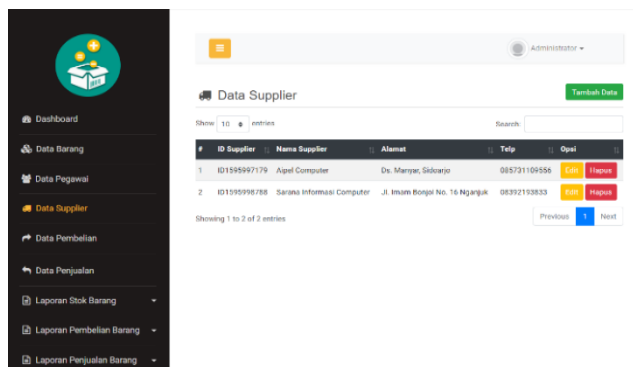 Administrator
Data Supplier
Tambah Data
Show 10 entries
Search:
# ID Supplier Nama Supplier Alamat Telp Opsi
1 ID1595997179 Aipel Computer Ds. Manyar, Sidoarjo 085731109556 Edit Hapus
2 ID1595998788 Sarana Informasi Computer Jl. Imam Bonjol No. 16 Nganjuk 08392193833 Edit Hapus
Showing 1 to 2 of 2 entries
Previous 1 Next
Dashboard
Data Barang
Data Pegawai
Data Supplier
Data Pembelian
Data Penjualan
Laporan Stok Barang
Laporan Pembelian Barang
Laporan Penjualan Barang